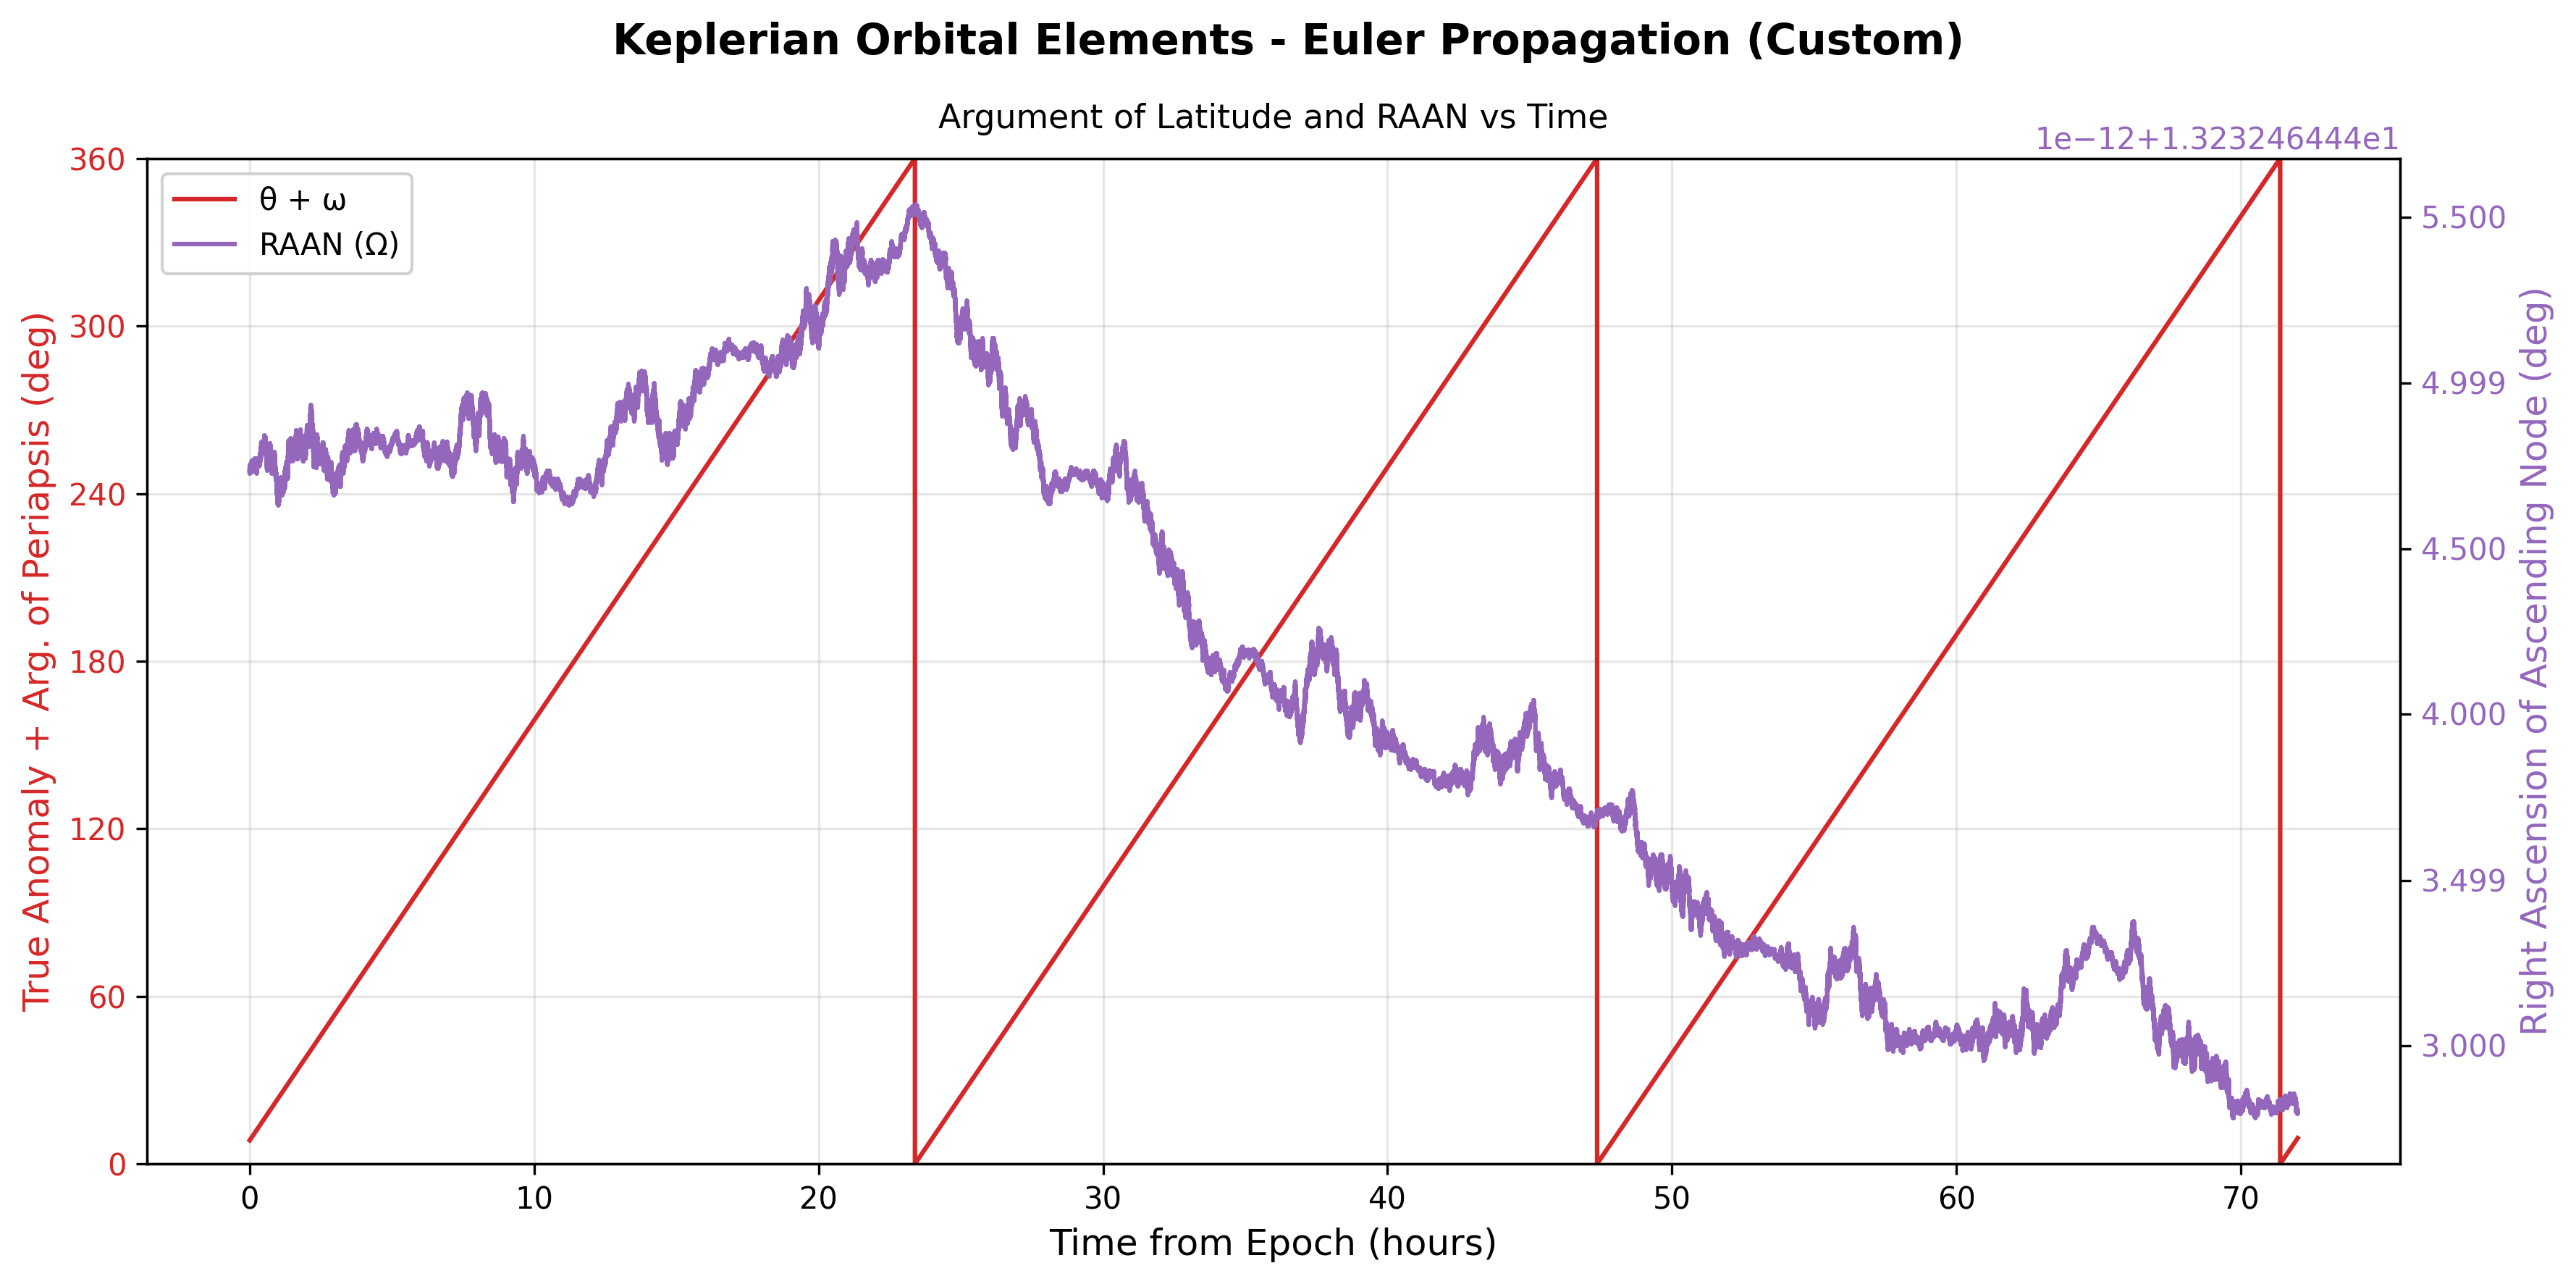 Keplerian Orbital Elements - Euler Propagation (Custom)
Argument of Latitude and RAAN vs Time
1e−12+1.323246444e1
θ + ω
RAAN (Ω)
True Anomaly + Arg. of Periapsis (deg)
360
300
240
180
120
60
0
5.500
4.999
4.500
4.000
3.499
3.000
Right Ascension of Ascending Node (deg)
0 10 20 30 40 50 60 70
Time from Epoch (hours)